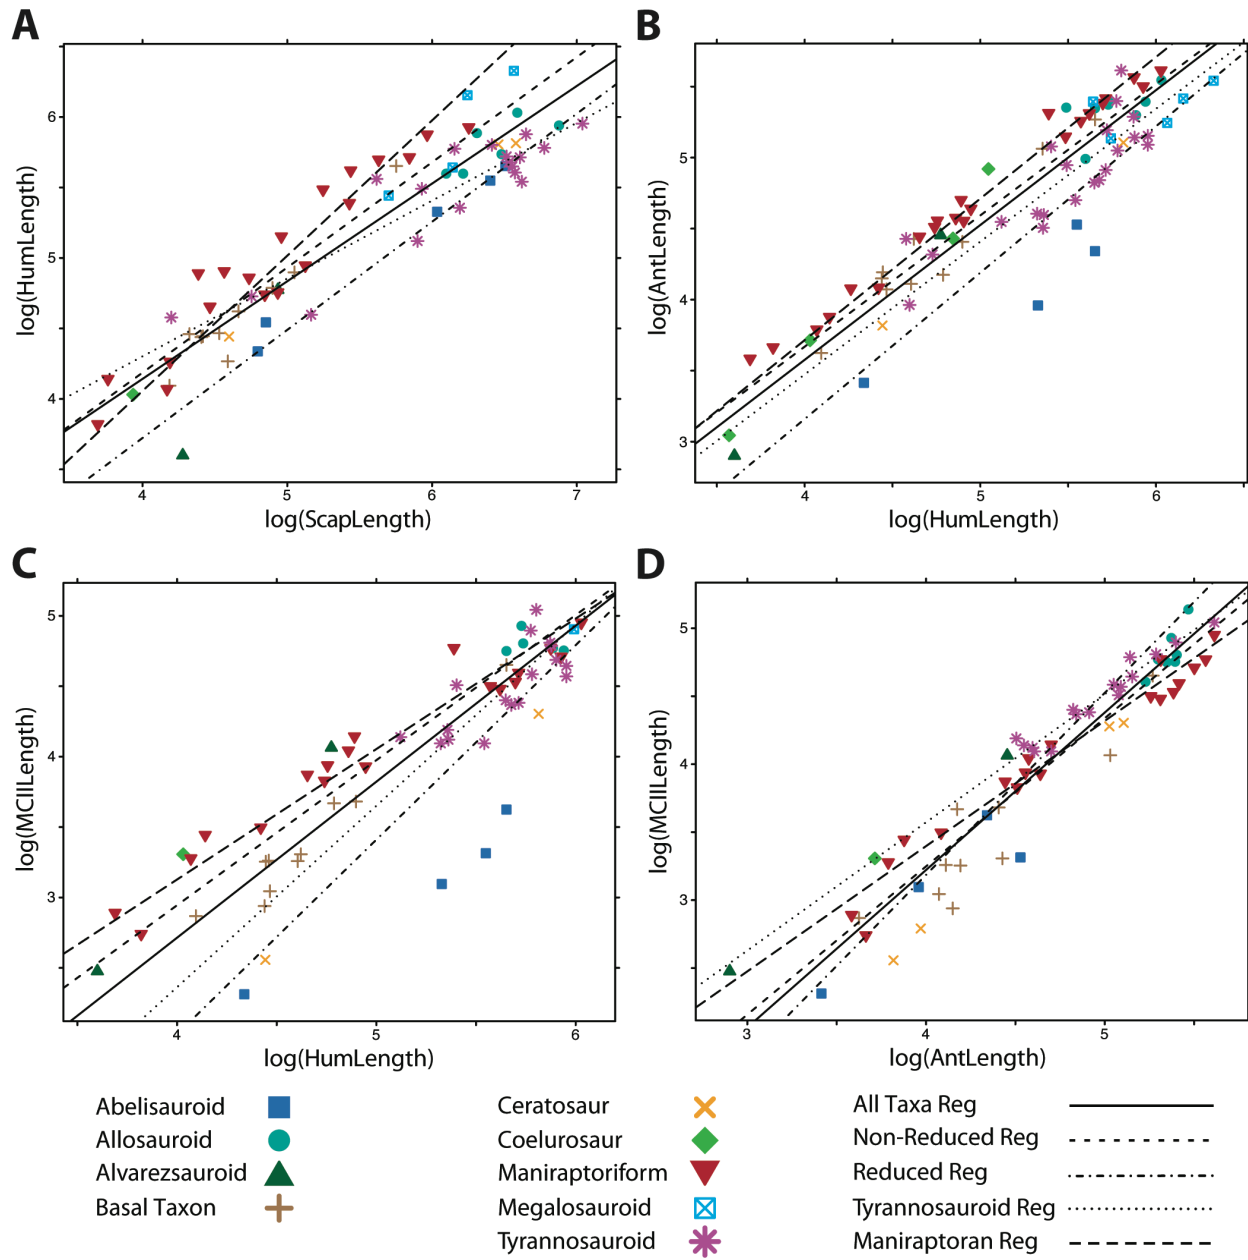 A
B
log(HumLength)
6
5
4
4
5
6
7
log(ScapLength)
log(AntLength)
5
4
3
4
5
6
log(HumLength)
C
D
log(MCIILength)
5
4
3
4
5
6
log(HumLength)
log(MCIILength)
5
4
3
3
4
5
log(AntLength)
Abelisauroid
Allosauroid
Alvarezsauroid
Basal Taxon
Ceratosaur
Coelurosaur
Maniraptoriform
Megalosauroid
Tyrannosauroid
All Taxa Reg
Non-Reduced Reg
Reduced Reg
Tyrannosauroid Reg
Maniraptoran Reg